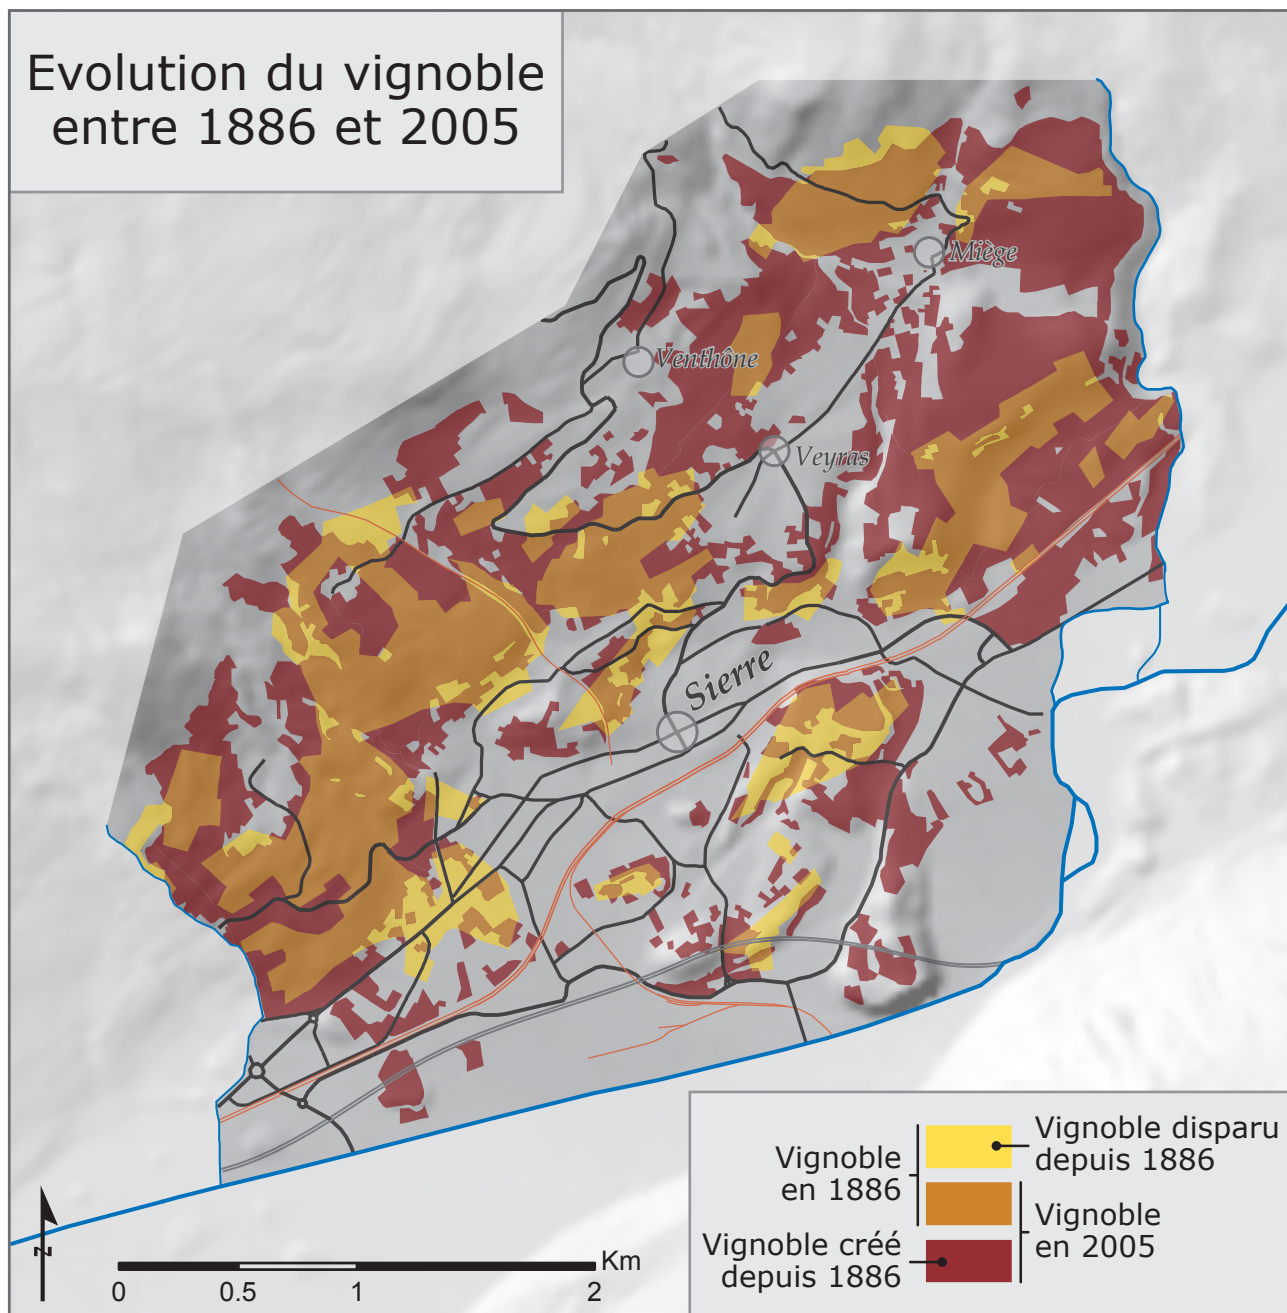 Evolution du vignoble
entre 1886 et 2005
Miège
Venthône
Veyras
Sierre
Vignoble
en 1886
Vignoble disparu
depuis 1886
Vignoble
en 2005
Vignoble créé
depuis 1886
N
Km
0 0.5 1 2